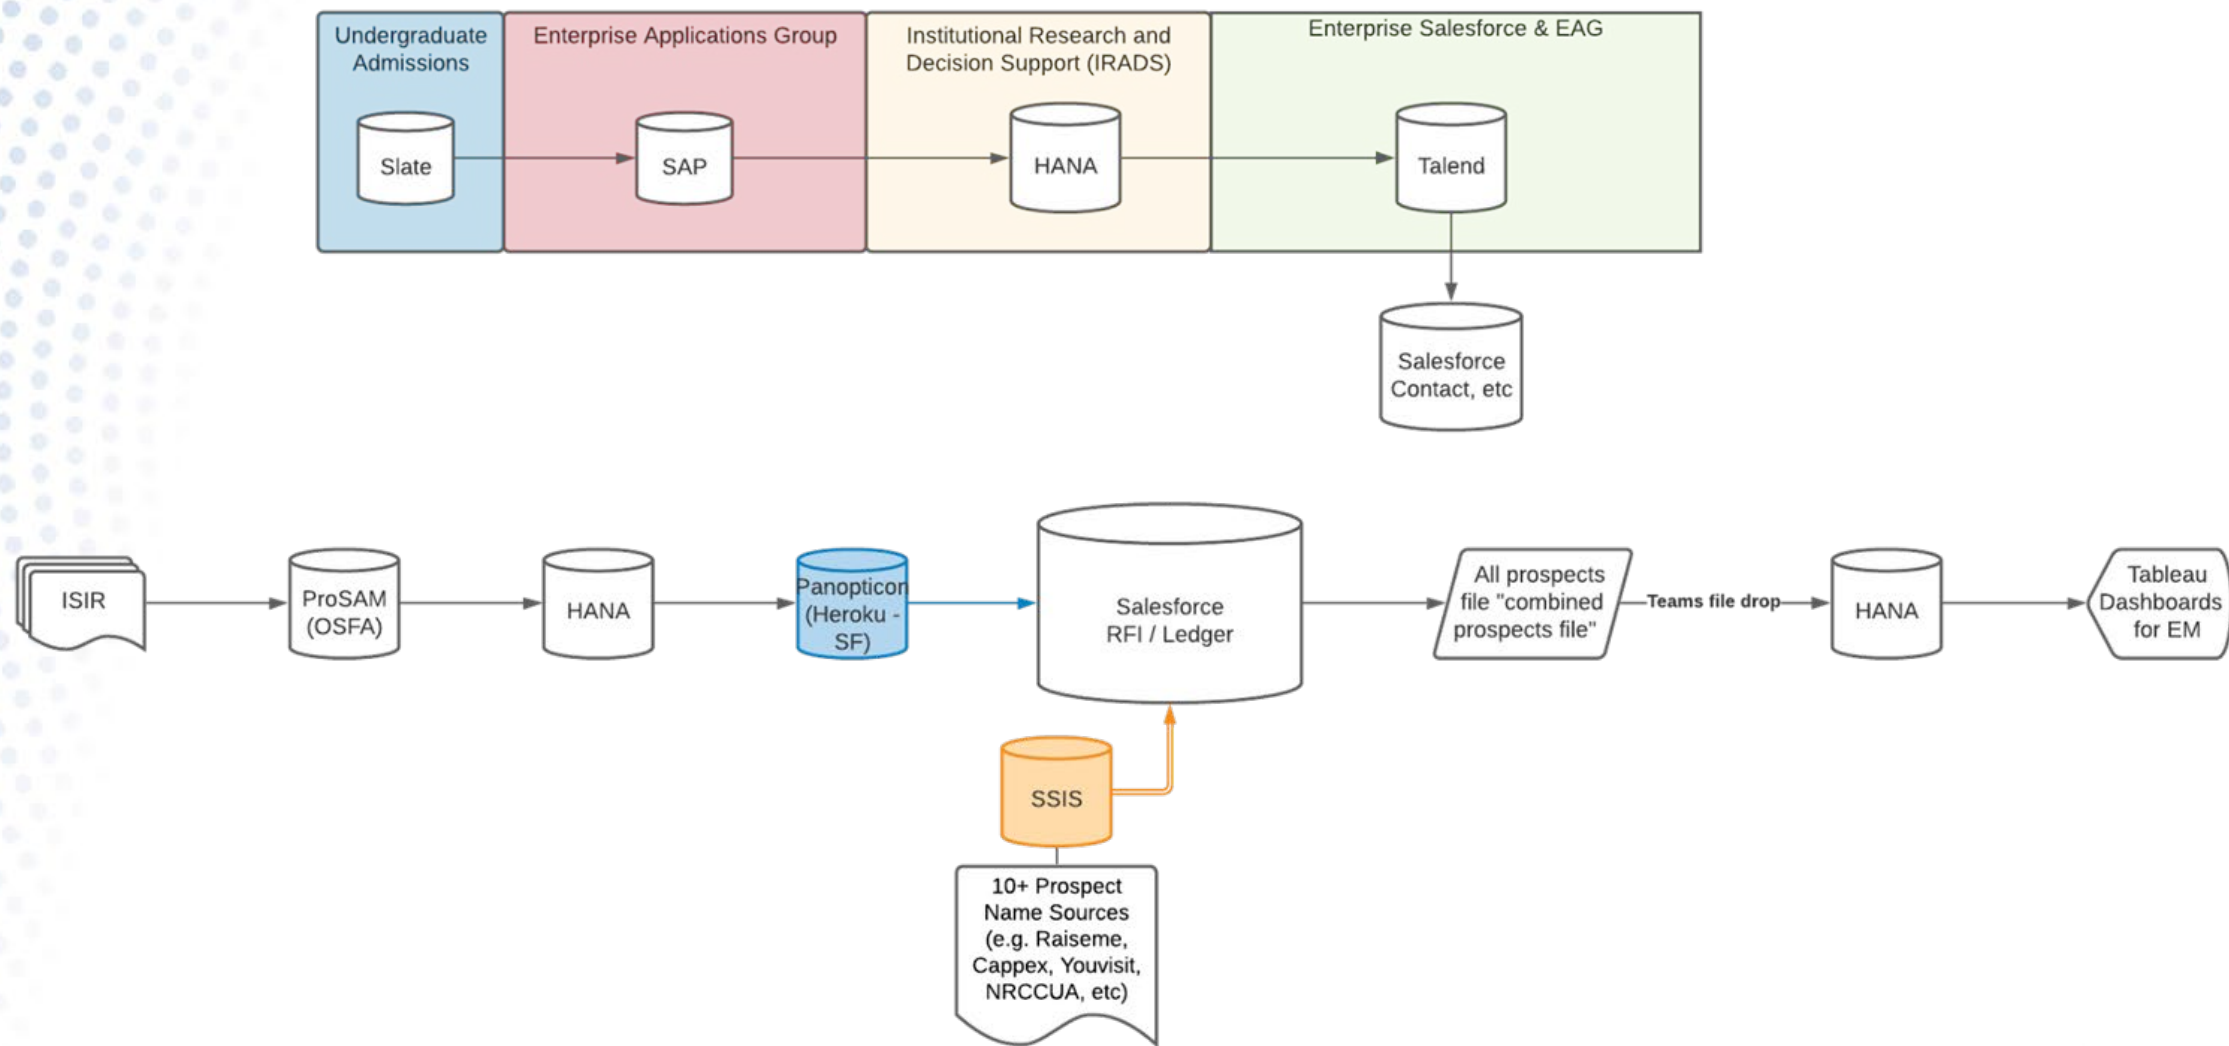 Undergraduate
Admissions
Enterprise Applications Group
Institutional Research and
Decision Support (IRADS)
Enterprise Salesforce & EAG
Slate
SAP
HANA
Talend
Salesforce
Contact, etc
ISIR
ProSAM
(OSFA)
HANA
Panopticon
(Heroku -
SF)
Salesforce
RFI / Ledger
All prospects
file "combined
prospects file"
Teams file drop
HANA
Tableau
Dashboards
for EM
SSIS
10+ Prospect
Name Sources
(e.g. Raiseme,
Cappex, Youvisit,
NRCCUA, etc)